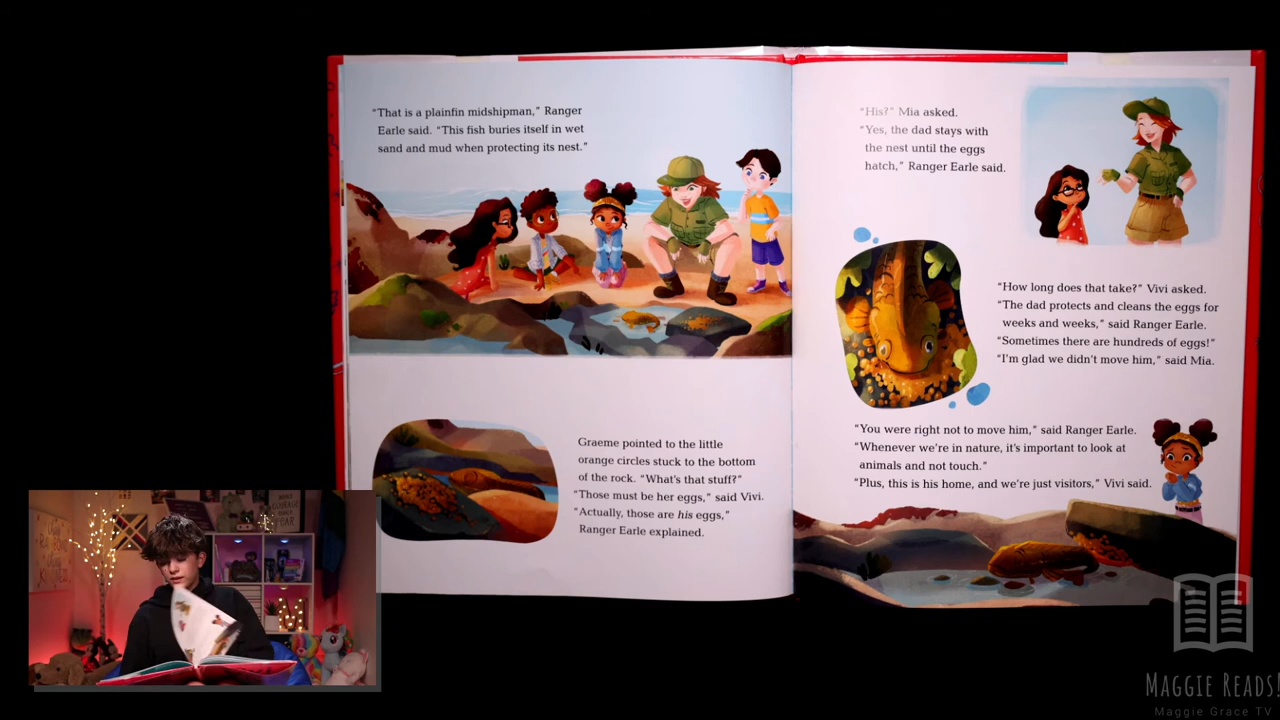 “That is a plainfin midshipman,” Ranger
Earle said. “This fish buries itself in wet
sand and mud when protecting its nest.”
Graeme pointed to the little
orange circles stuck to the bottom
of the rock. “What’s that stuff?”
“Those must be her eggs,” said Vivi.
“Actually, those are his eggs,”
Ranger Earle explained.
“His?” Mia asked.
“Yes, the dad stays with
the nest until the eggs
hatch,” Ranger Earle said.
“How long does that take?” Vivi asked.
“The dad protects and cleans the eggs for
weeks and weeks,” said Ranger Earle.
“Sometimes there are hundreds of eggs!”
“I’m glad we didn’t move him,” said Mia.
“You were right not to move him,” said Ranger Earle.
“Whenever we’re in nature, it’s important to look at
animals and not touch.”
“Plus, this is his home, and we’re just visitors,” Vivi said.
COURAGE
FEAR
MAGGIE READS!
Maggie Grace TV